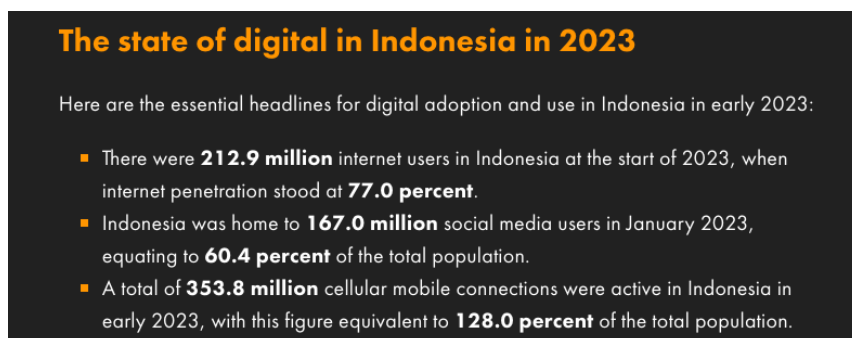 The state of digital in Indonesia in 2023
Here are the essential headlines for digital adoption and use in Indonesia in early 2023:
There were 212.9 million internet users in Indonesia at the start of 2023, when
internet penetration stood at 77.0 percent.
Indonesia was home to 167.0 million social media users in January 2023,
equating to 60.4 percent of the total population.
A total of 353.8 million cellular mobile connections were active in Indonesia in
early 2023, with this figure equivalent to 128.0 percent of the total population.